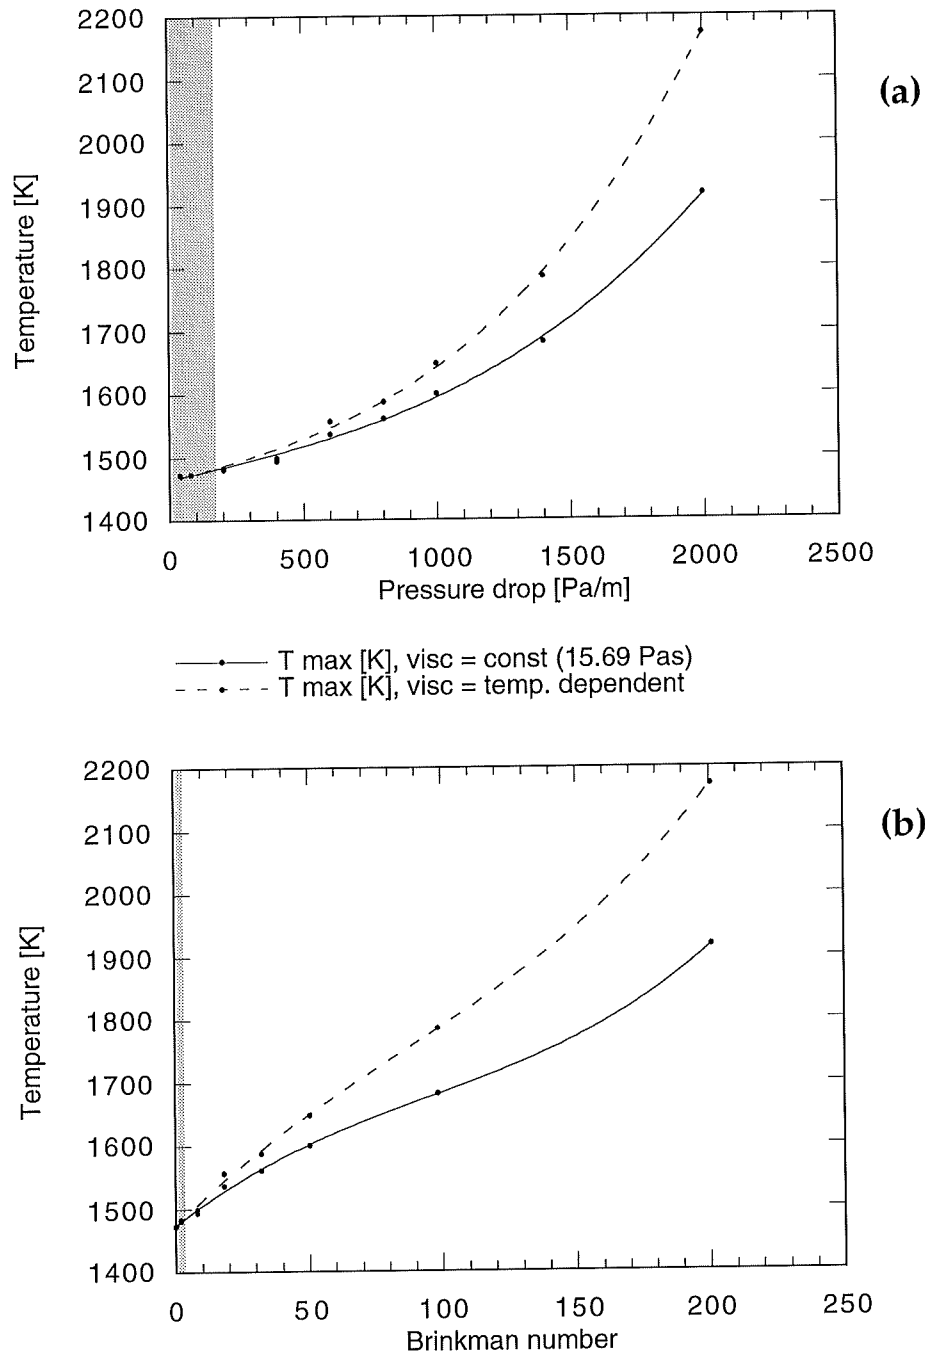 2200
2100
2000
1900
1800
1700
1600
1500
1400
Temperature [K]
(a)
0 500 1000 1500 2000 2500
Pressure drop [Pa/m]
T max [K], visc = const (15.69 Pas)
T max [K], visc = temp. dependent
2200
2100
2000
1900
1800
1700
1600
1500
1400
Temperature [K]
(b)
0 50 100 150 200 250
Brinkman number